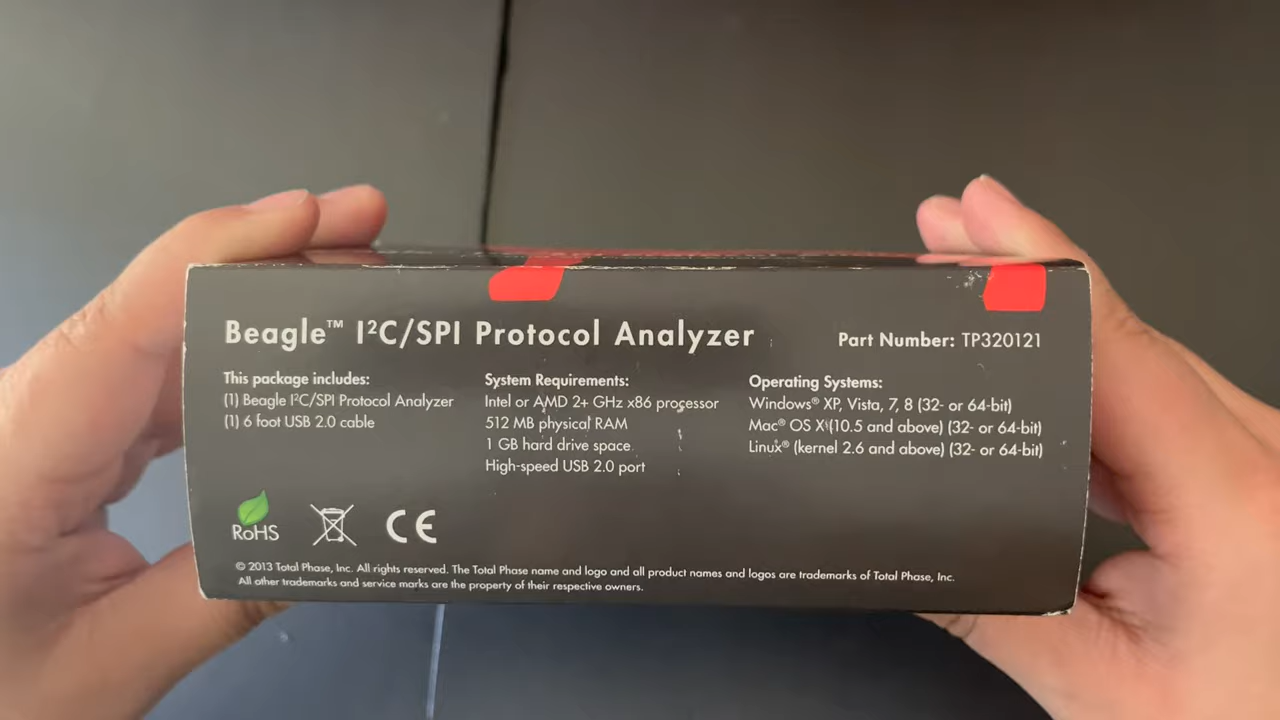 Beagle™ I²C/SPI Protocol Analyzer
Part Number: TP320121
This package includes:
(1) Beagle I²C/SPI Protocol Analyzer
(1) 6 foot USB 2.0 cable
System Requirements:
Intel or AMD 2+ GHz x86 processor
512 MB physical RAM
1 GB hard drive space
High-speed USB 2.0 port
Operating Systems:
Windows® XP, Vista, 7, 8 (32- or 64-bit)
Mac® OS X (10.5 and above) (32- or 64-bit)
Linux® (kernel 2.6 and above) (32- or 64-bit)
RoHS
CE
© 2013 Total Phase, Inc. All rights reserved. The Total Phase name and logo and all product names and logos are trademarks of Total Phase, Inc.
All other trademarks and service marks are the property of their respective owners.